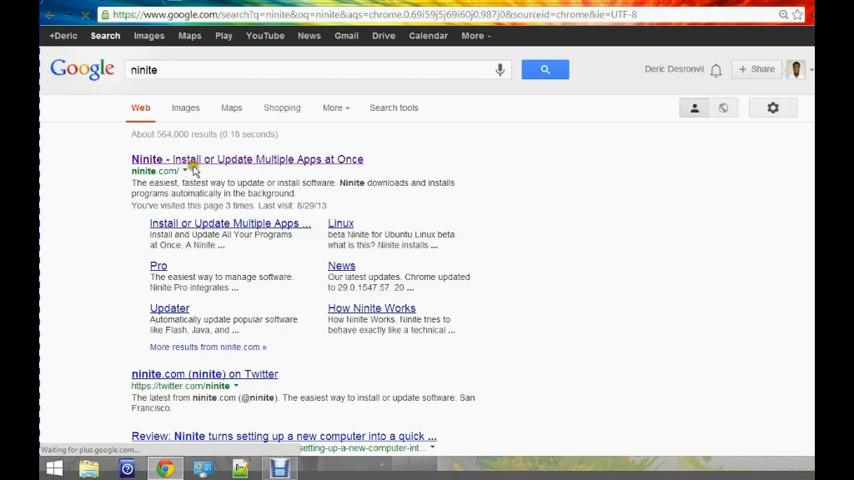 https://www.google.com/search?q=ninite&oq=ninite&aqs=chrome.0.69i59j5j69i60j0.987j0&sourceid=chrome&ie=UTF-8
+Deric Search Images Maps Play YouTube News Gmail Drive Calendar More
Google ninite Deric Desronvil + Share
Web Images Maps Shopping More Search tools
About 564,000 results (0.18 seconds)
Ninite - Install or Update Multiple Apps at Once
ninite.com/
The easiest, fastest way to update or install software. Ninite downloads and installs
programs automatically in the background.
You've visited this page 3 times. Last visit: 8/29/13
Install or Update Multiple Apps ...
Install and Update All Your Programs
at Once. A Ninite ...
Linux
beta Ninite for Ubuntu Linux beta.
what is this? Ninite installs ...
Pro
The easiest way to manage software.
Ninite Pro integrates ...
News
Our latest updates. Chrome updated
to 29.0.1547.57. 20 ...
Updater
Automatically update popular software
like Flash, Java, and ...
How Ninite Works
How Ninite Works. Ninite tries to
behave exactly like a technical ...
More results from ninite.com »
ninite.com (ninite) on Twitter
https://twitter.com/ninite
The latest from ninite.com (@ninite). The easiest way to install or update software. San
Francisco.
Review: Ninite turns setting up a new computer into a quick ...
setting-up-a-new-computer-int...
Waiting for plus.google.com...